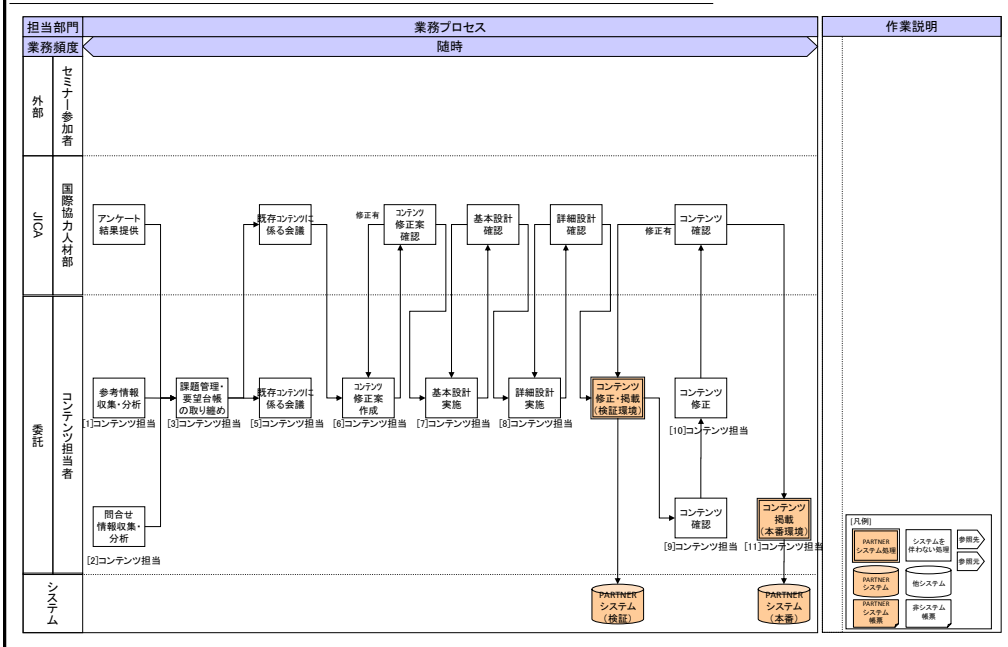 担当部門
業務プロセス
作業説明
業務頻度
随時
外部
セミナー参加者
JICA
国際協力人材部
アンケート
結果提供
既存コンテンツに
係る会議
修正有
コンテンツ
修正案
確認
基本設計
確認
詳細設計
確認
修正有
コンテンツ
確認
委託
コンテンツ担当者
参考情報
収集・分析
[1]コンテンツ担当
課題管理・
要望台帳
の取り纏め
[3]コンテンツ担当
既存コンテンツに
係る会議
[5]コンテンツ担当
コンテンツ
修正案
作成
[6]コンテンツ担当
基本設計
実施
[7]コンテンツ担当
詳細設計
実施
[8]コンテンツ担当
コンテンツ
修正・掲載
(検証環境)
コンテンツ
修正
[10]コンテンツ担当
問合せ
情報収集・
分析
[2]コンテンツ担当
コンテンツ
確認
[9]コンテンツ担当
コンテンツ
掲載
(本番環境)
[11]コンテンツ担当
システム
PARTNER
システム
(検証)
PARTNER
システム
(本番)
[凡例]
PARTNER
システム処理
システムを
伴わない処理
参照先
参照元
PARTNER
システム
他システム
PARTNER
システム
帳票
非システム
帳票